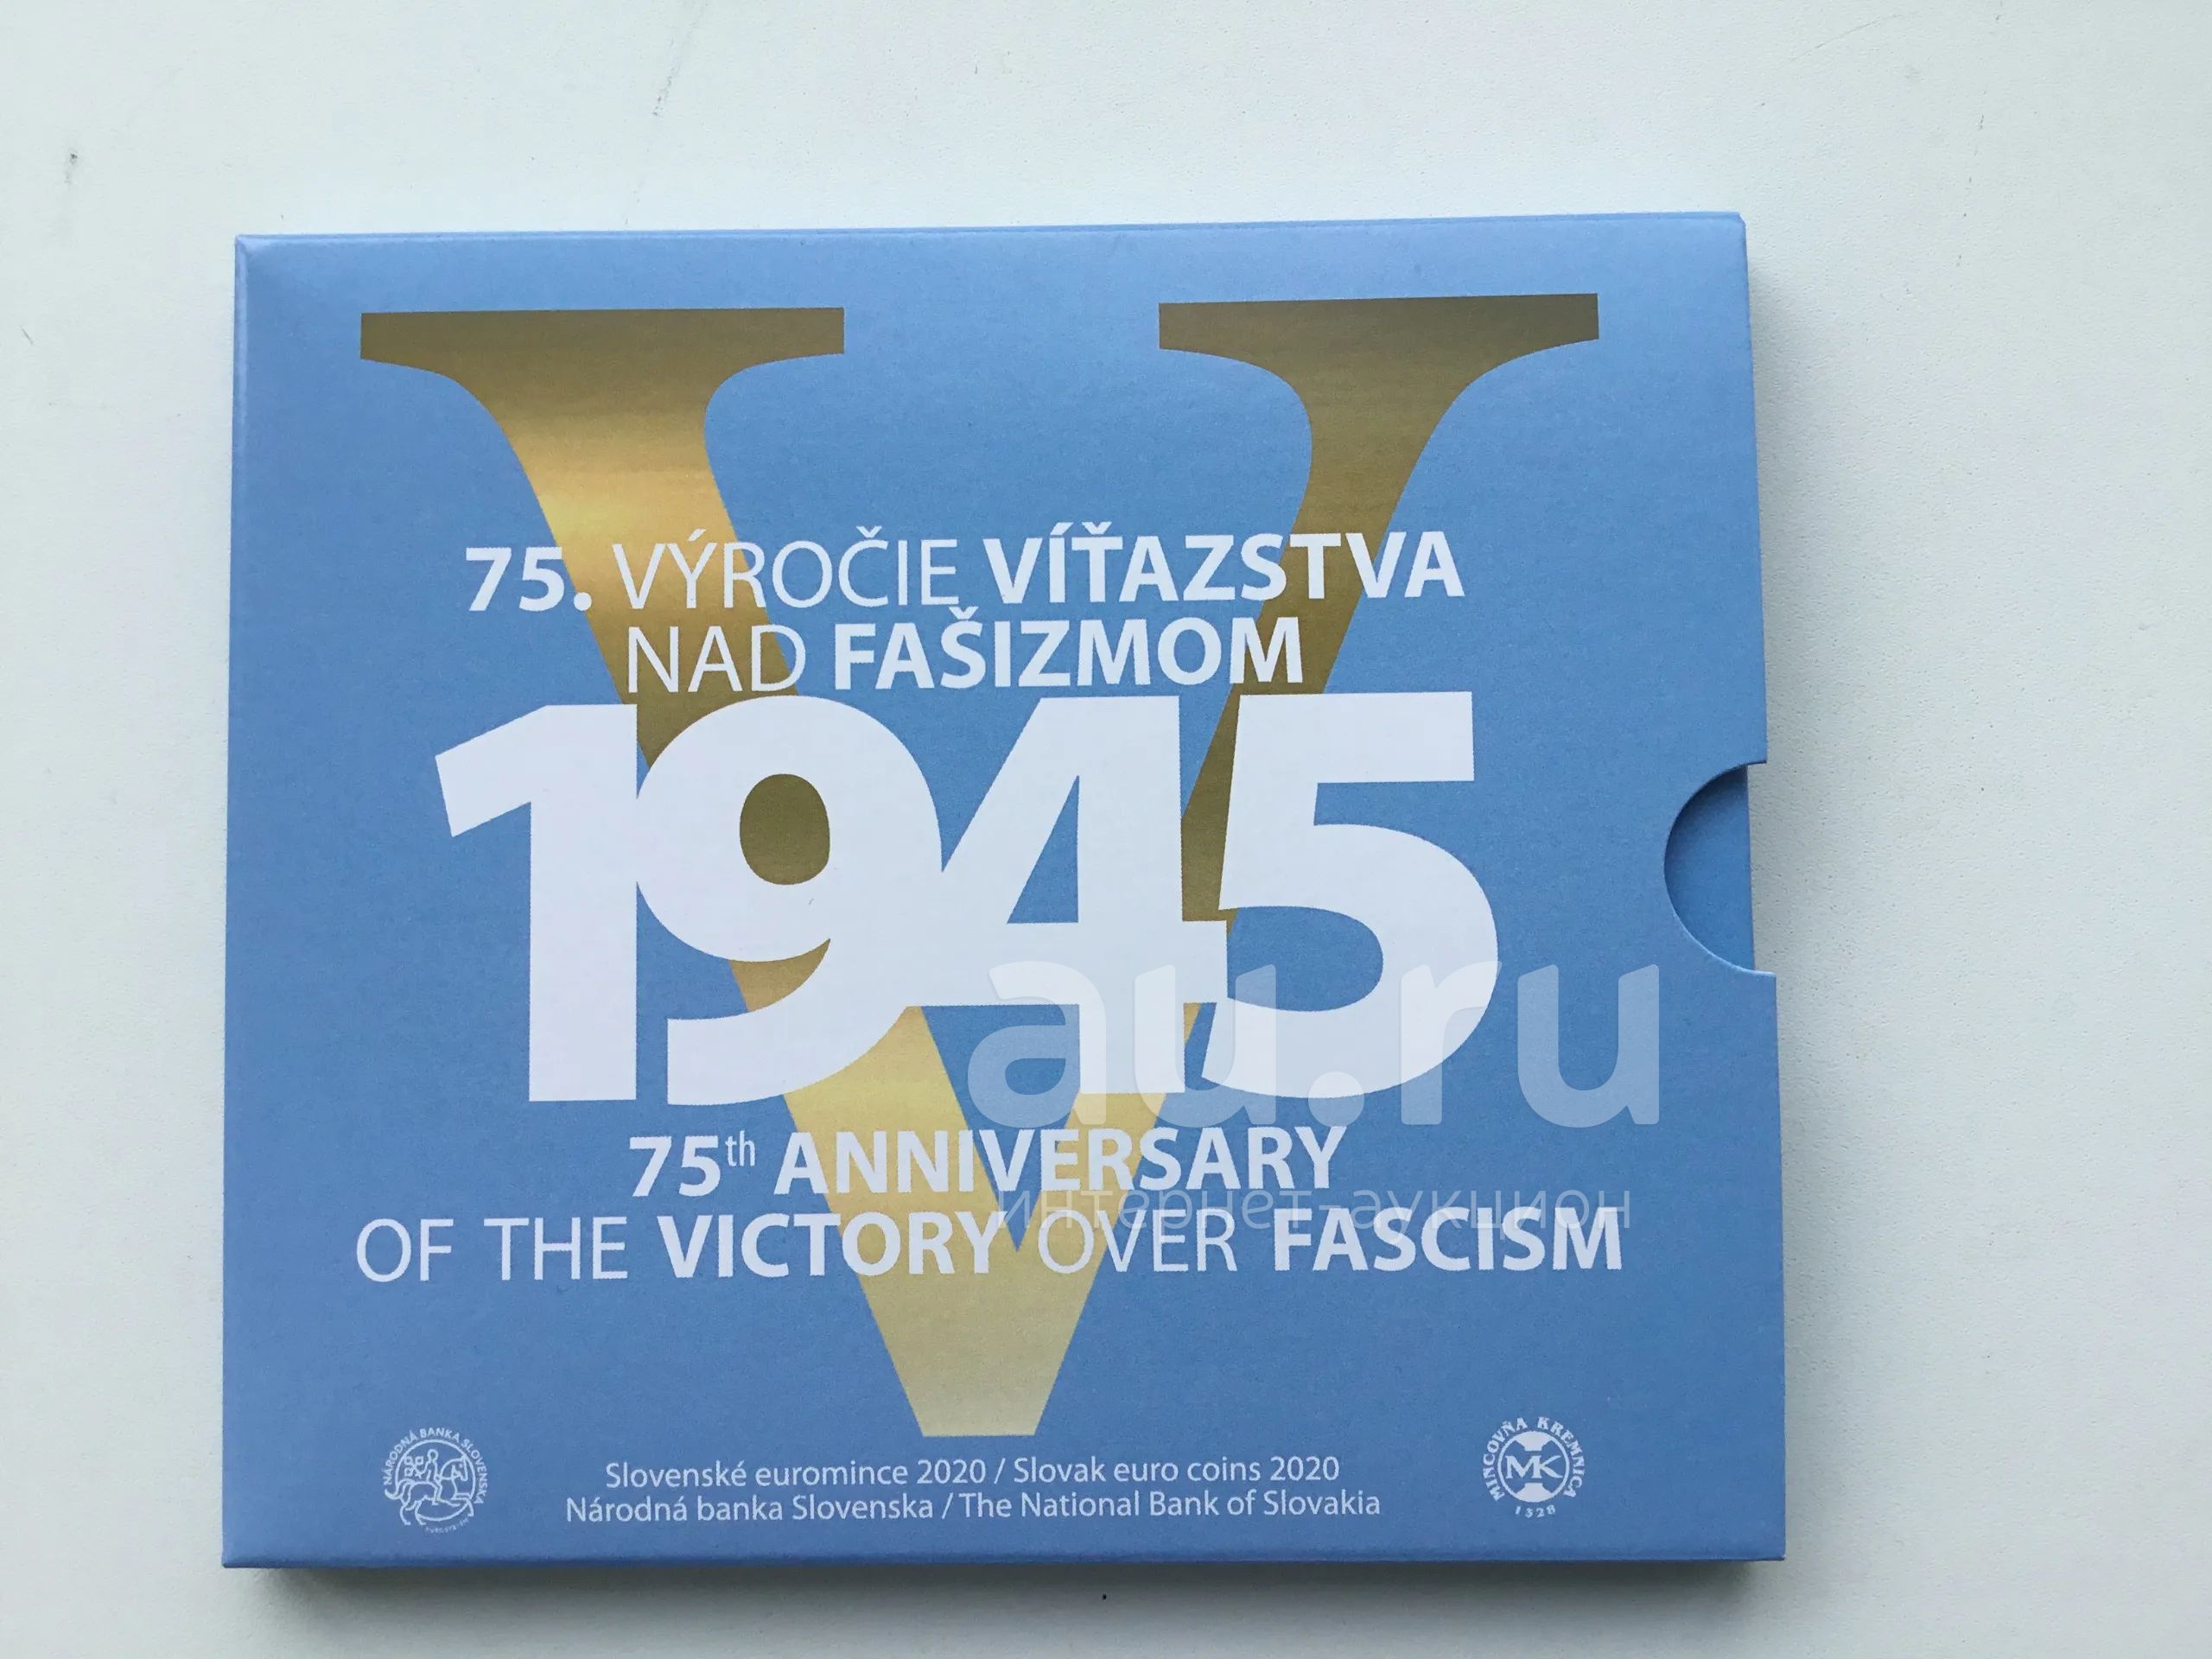 75. VÝROČIE VÍŤAZSTVA
NAD FAŠIZMOM
1945
au.ru
75th ANNIVERSARY
интернет-аукцион
OF THE VICTORY OVER FASCISM
NÁRODNÁ BANKA SLOVENSKA
Slovenské euromince 2020 / Slovak euro coins 2020
Národná banka Slovenska / The National Bank of Slovakia
MINCOVŇA KREMNICA
MK
1328